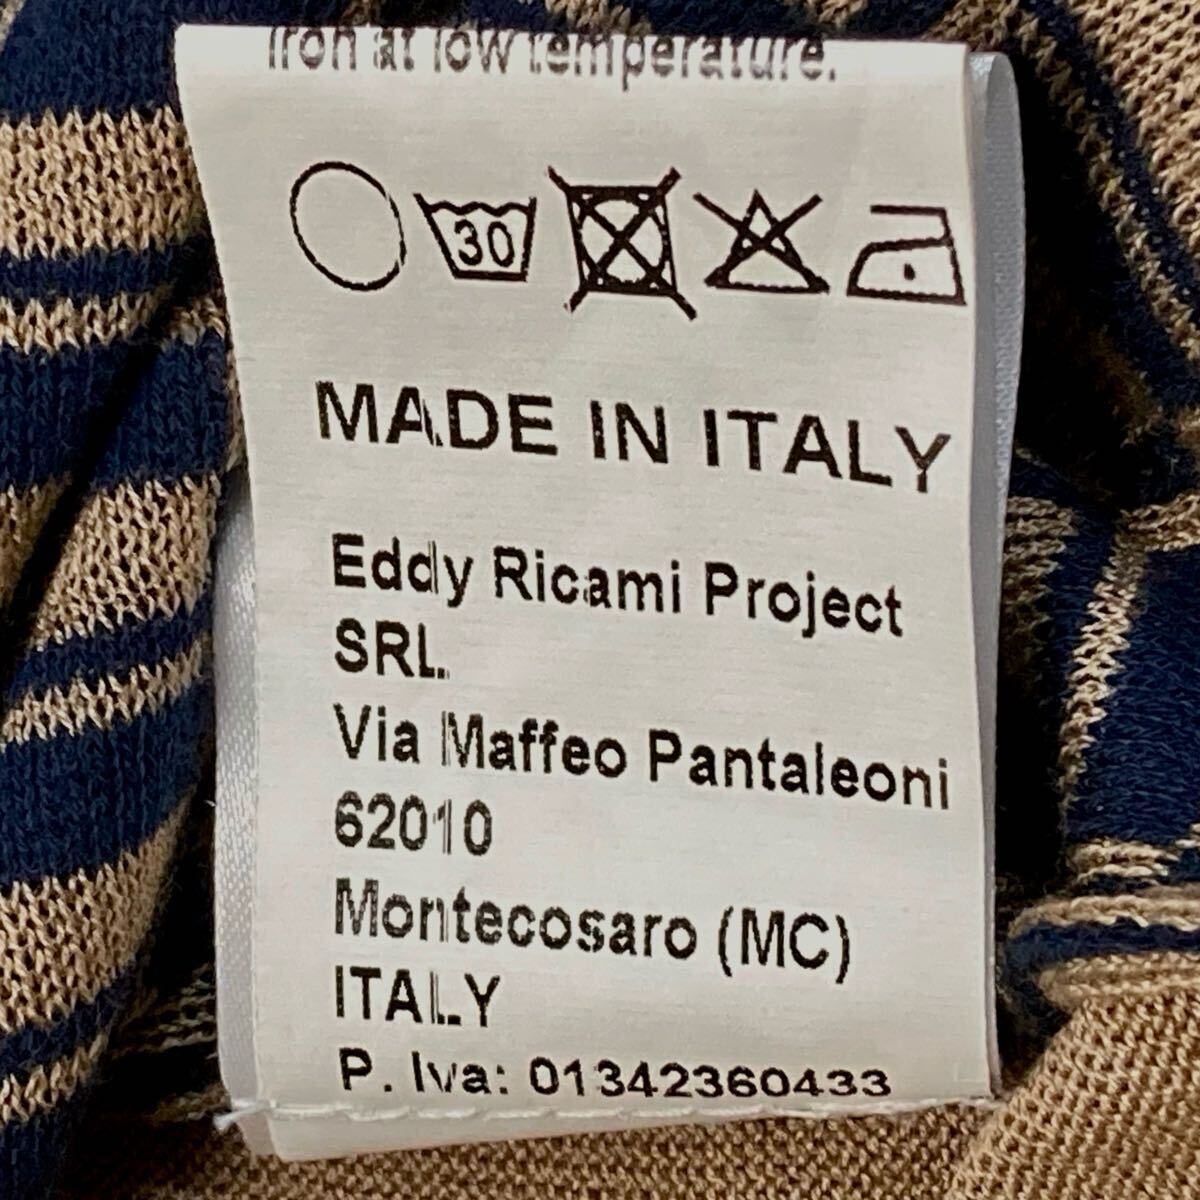 Iron at low temperature.
30
MADE IN ITALY
Eddy Ricami Project
SRL
Via Maffeo Pantaleoni
62010
Montecosaro (MC)
ITALY
P. Iva: 01342360433